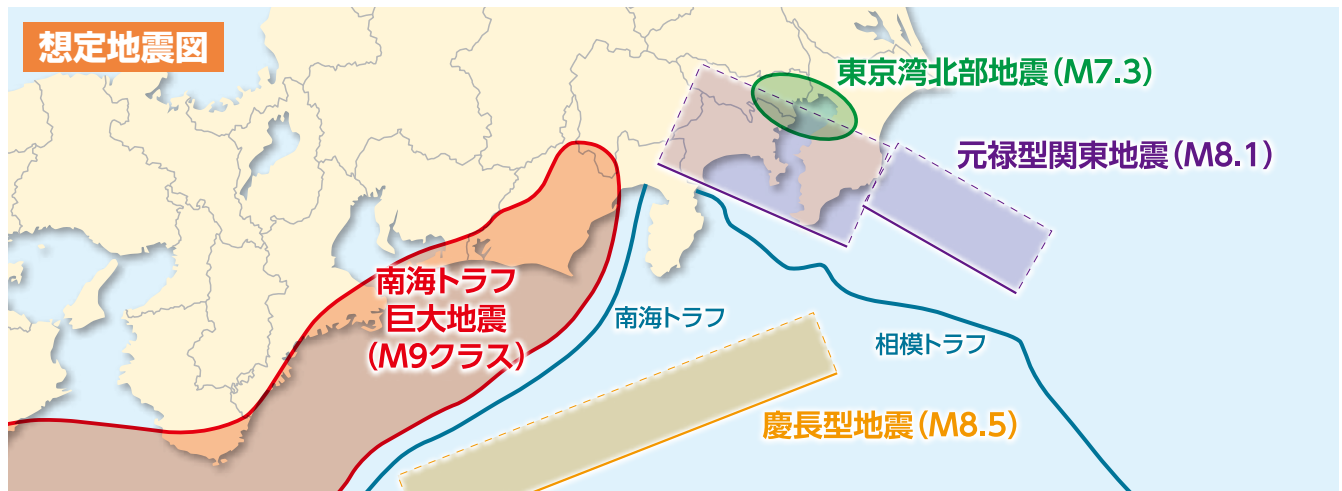 想定地震図
東京湾北部地震(M7.3)
元禄型関東地震(M8.1)
南海トラフ
巨大地震
(M9クラス)
南海トラフ
相模トラフ
慶長型地震(M8.5)